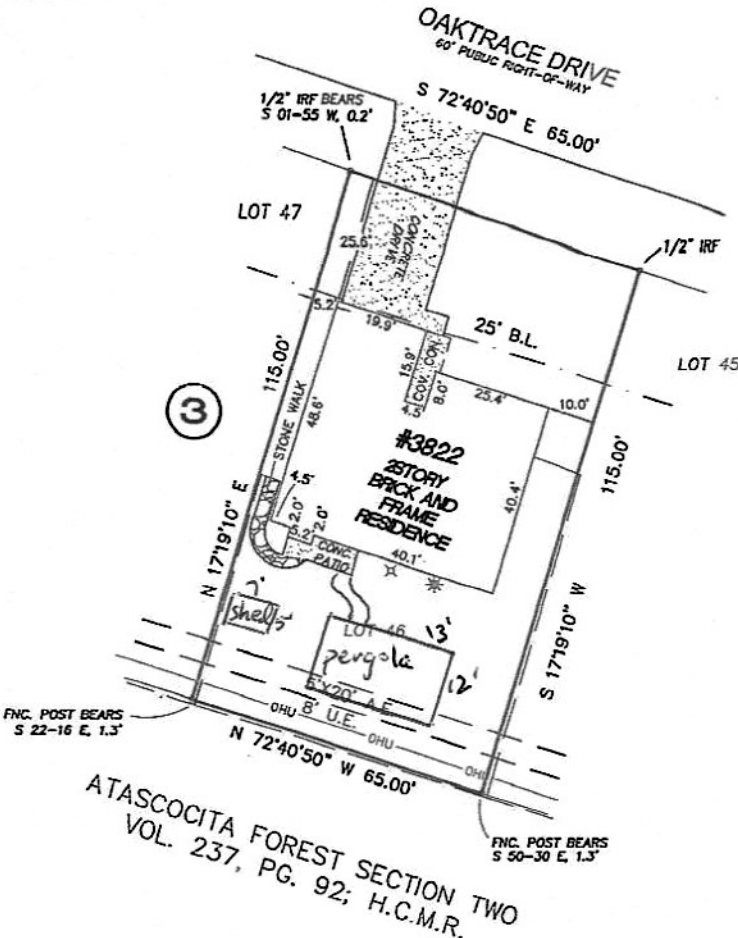 OAKTRACE DRIVE
60' PUBLIC RIGHT-OF-WAY
S 72°40'50" E 65.00'
1/2" IRF BEARS
S 01-55 W, 0.2'
LOT 47
1/2" IRF
CONCRETE
DRIVE
25.6'
5.2'
19.9'
25' B.L.
LOT 45
115.00'
15.9'
COV. CON.
4.5'
8.0'
25.4'
10.0'
3
STONE WALK
48.6'
#3822
2STORY
BRICK AND
FRAME
RESIDENCE
115.00'
40.4'
4.5'
2.0'
5.2'
2.0'
CONC.
PATIO
40.1'
N 17°19'10" E
S 17°19'10" W
7'
shed
5'
LOT 46
13'
pergola
12'
5'X20' A.E.
8' U.E.
OHU
OHU
OHU
FNC. POST BEARS
S 22-16 E, 1.3'
N 72°40'50" W 65.00'
FNC. POST BEARS
S 50-30 E, 1.3'
ATASCOCITA FOREST SECTION TWO
VOL. 237, PG. 92; H.C.M.R.